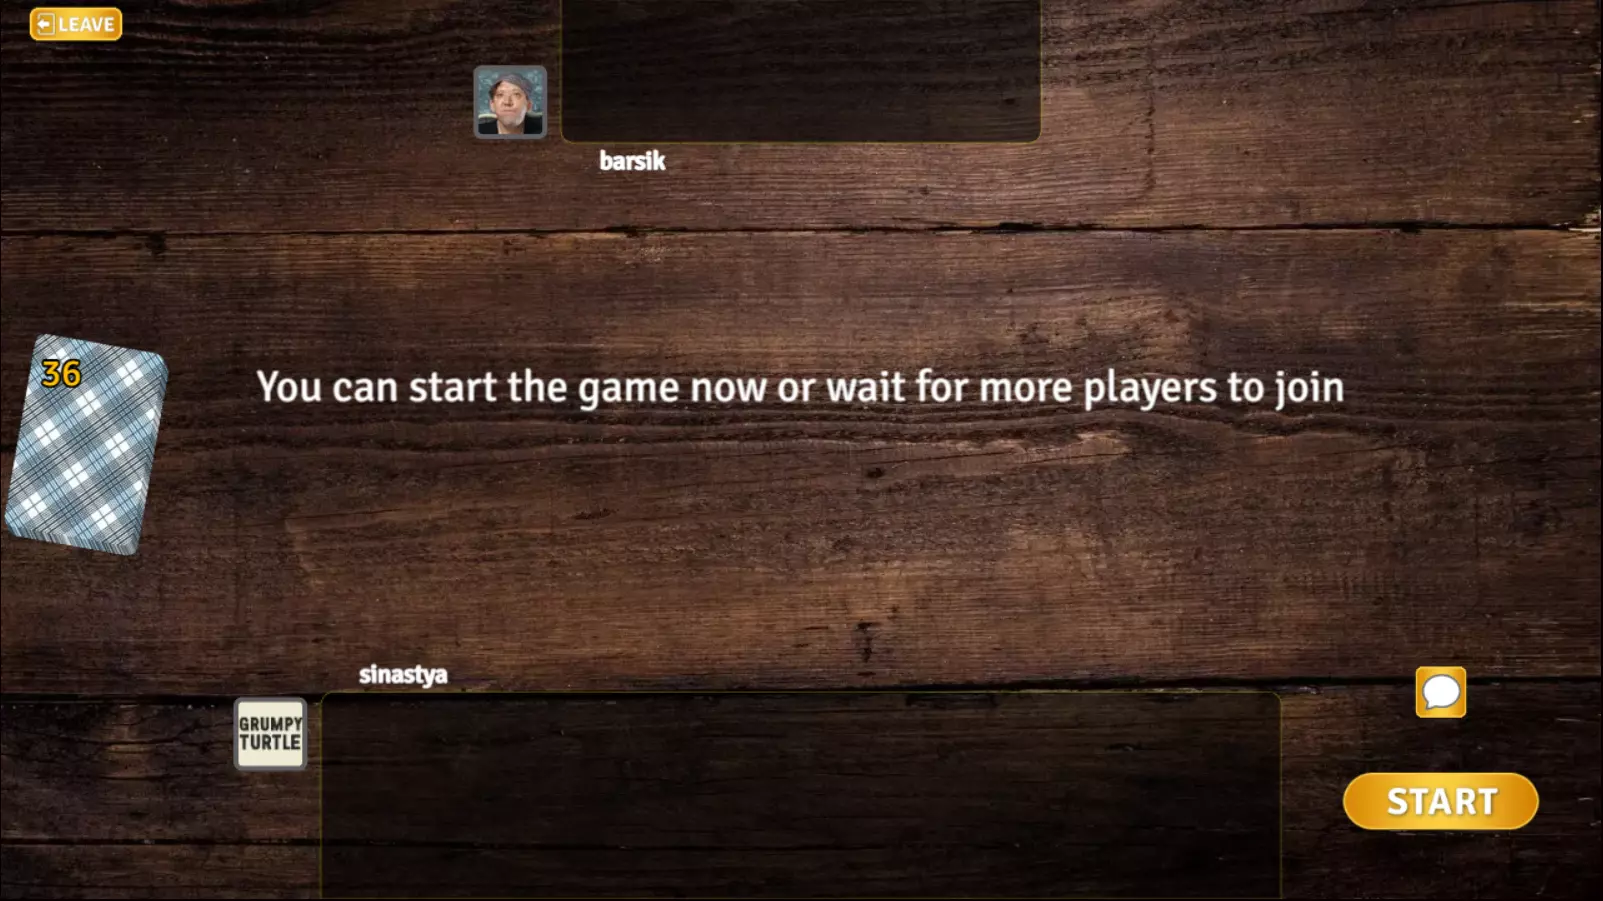 LEAVE
barsik
36
You can start the game now or wait for more players to join
sinastya
GRUMPY
TURTLE
START